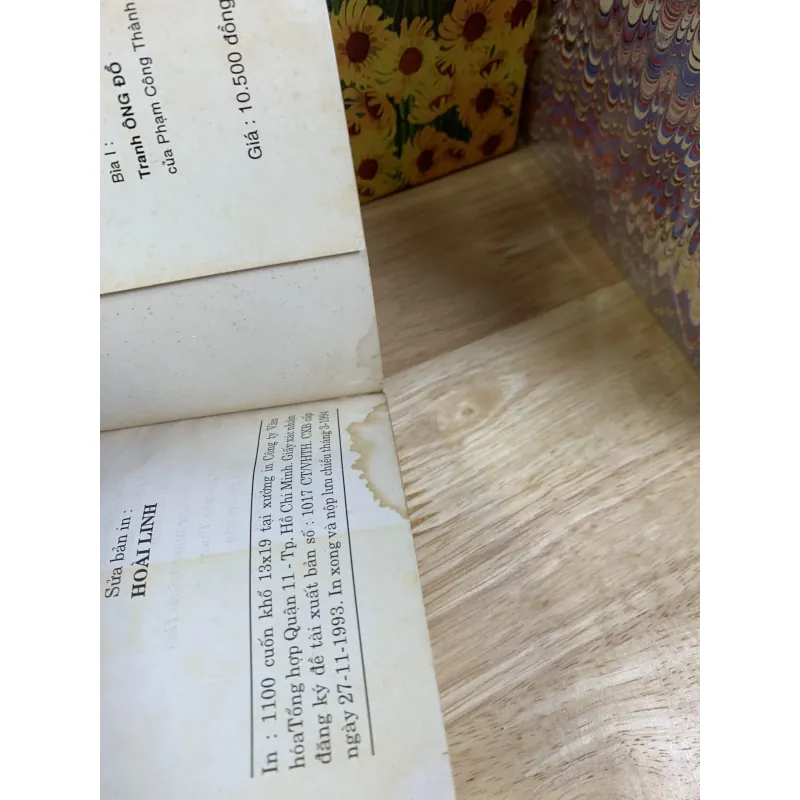 Bìa I :
Tranh ÔNG ĐỒ
của Phạm Công Thành
Giá : 10.500 đồng
Sửa bản in :
HOÀI LINH
In : 1100 cuốn khổ 13x19 tại xưởng in Công ty Văn
hóaTổng hợp Quận 11 - Tp. Hồ Chí Minh. Giấy xác nhận
đăng ký đề tài xuất bản số : 1017 CT/VHTH. CXB cấp
ngày 27-11-1993. In xong và nộp lưu chiểu tháng 3-1994